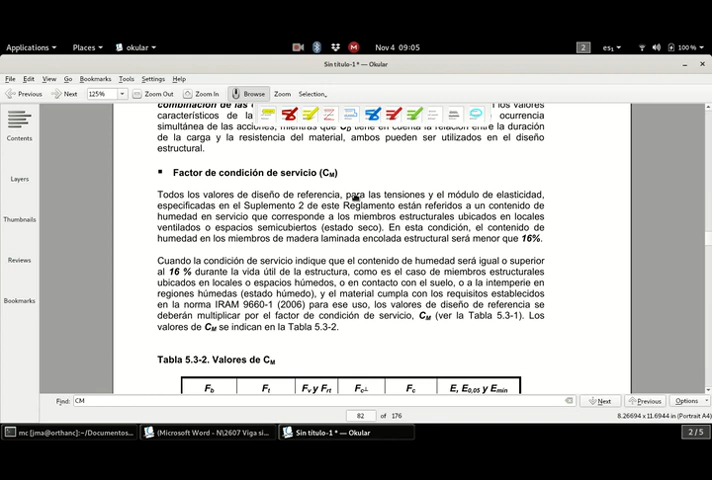 Applications
Places
okular
Nov 4 09:05
2
es₁
100 %
Sin título-1 * — Okular
File Edit View Go Bookmarks Tools Settings Help
Previous Next 125% Zoom Out Zoom In Browse Zoom Selection
Contents
Layers
Thumbnails
Reviews
Bookmarks
combinación de las
los valores
característicos de la
ocurrencia
simultánea de las acciones, mientras que tiene en cuenta la relación entre la duración
de la carga y la resistencia del material, ambos pueden ser utilizados en el diseño
estructural.
▪ Factor de condición de servicio (CM)
Todos los valores de diseño de referencia, para las tensiones y el módulo de elasticidad,
especificadas en el Suplemento 2 de este Reglamento están referidos a un contenido de
humedad en servicio que corresponde a los miembros estructurales ubicados en locales
ventilados o espacios semicubiertos (estado seco). En esta condición, el contenido de
humedad en los miembros de madera laminada encolada estructural será menor que 16%.
Cuando la condición de servicio indique que el contenido de humedad será igual o superior
al 16 % durante la vida útil de la estructura, como es el caso de miembros estructurales
ubicados en locales o espacios húmedos, o en contacto con el suelo, o a la intemperie en
regiones húmedas (estado húmedo), y el material cumpla con los requisitos establecidos
en la norma IRAM 9660-1 (2006) para ese uso, los valores de diseño de referencia se
deberán multiplicar por el factor de condición de servicio, CM (ver la Tabla 5.3-1). Los
valores de CM se indican en la Tabla 5.3-2.
Tabla 5.3-2. Valores de CM
Fb Ft Fv y Frt Fc⊥ Fc E, E0,05 y Emin
Find: CM Next Previous Options
82 of 176
8.26694 x 11.6944 in (Portrait A4)
mc [jma@orthanc]:~/Documentos...
(Microsoft Word - N\2607 Viga si...
Sin título-1 * — Okular
2 / 5